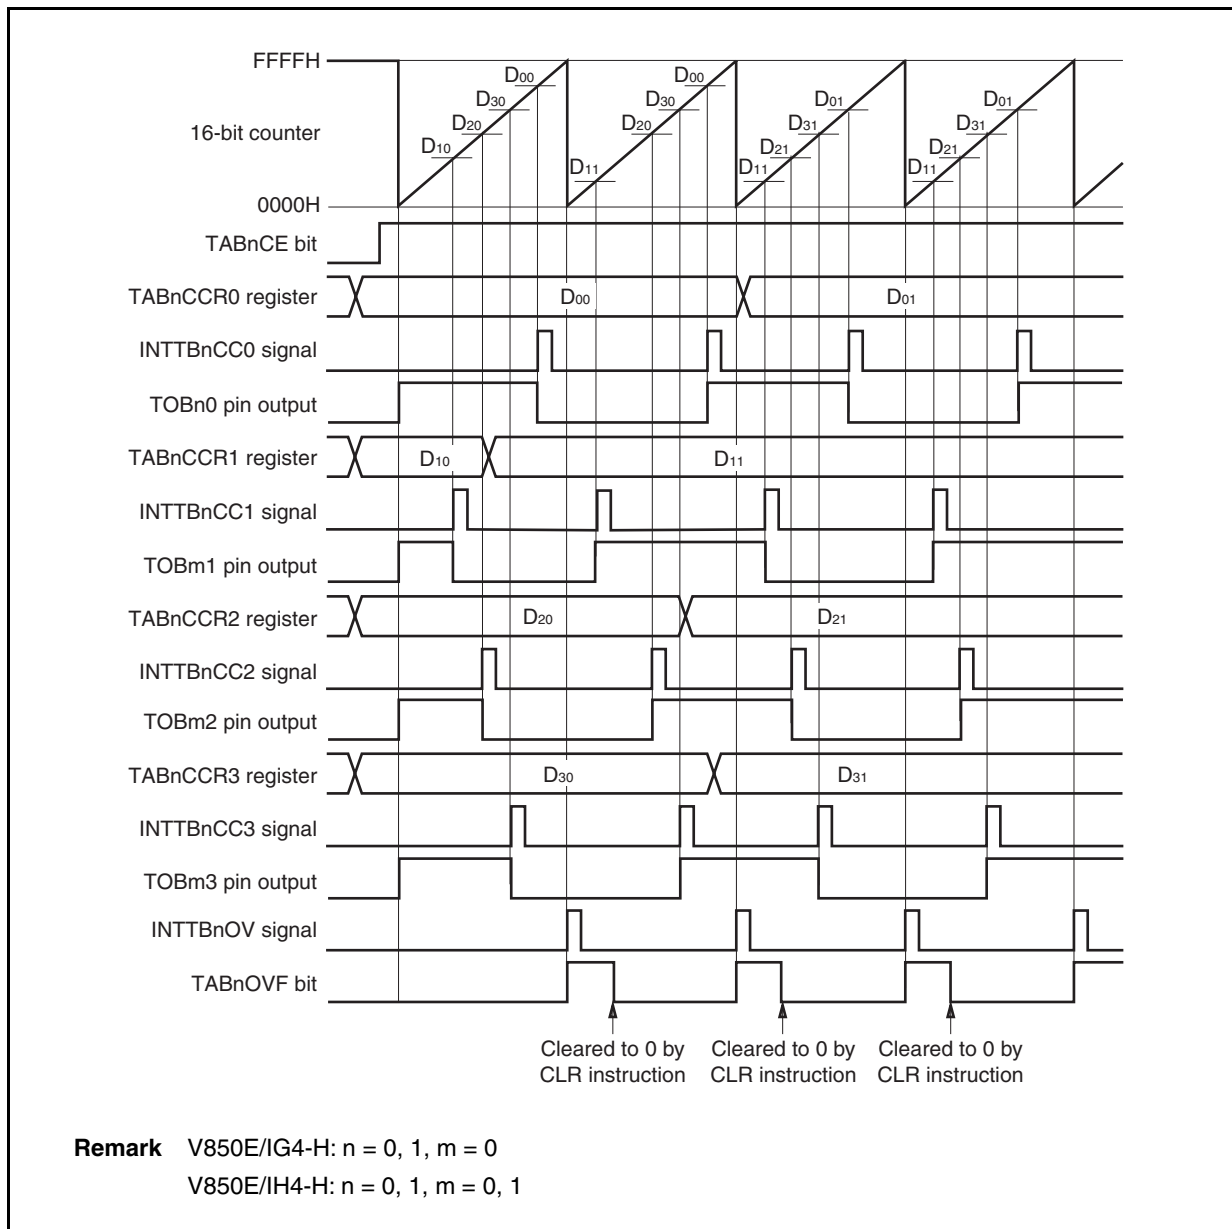 FFFFH
D00
D00
D30
D30
D01
D01
16-bit counter
D20
D20
D31
D31
D10
D21
D21
D11
D11
D11
0000H
TABnCE bit
TABnCCR0 register
D00
D01
INTTBnCC0 signal
TOBn0 pin output
TABnCCR1 register
D10
D11
INTTBnCC1 signal
TOBm1 pin output
TABnCCR2 register
D20
D21
INTTBnCC2 signal
TOBm2 pin output
TABnCCR3 register
D30
D31
INTTBnCC3 signal
TOBm3 pin output
INTTBnOV signal
TABnOVF bit
Cleared to 0 by
CLR instruction
Cleared to 0 by
CLR instruction
Cleared to 0 by
CLR instruction
Remark V850E/IG4-H: n = 0, 1, m = 0
V850E/IH4-H: n = 0, 1, m = 0, 1